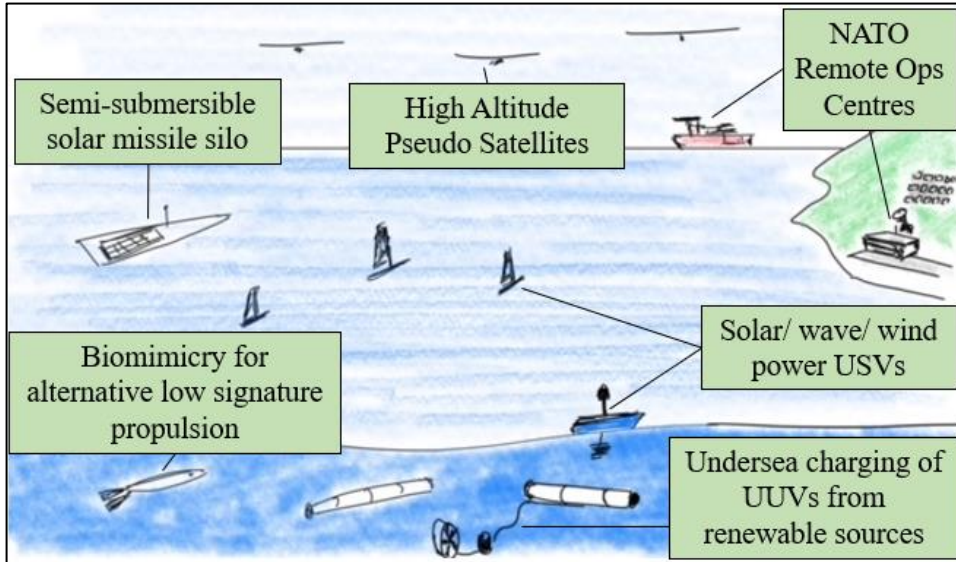 NATO
Remote Ops
Centres
Semi-submersible
solar missile silo
High Altitude
Pseudo Satellites
Solar/ wave/ wind
power USVs
Biomimicry for
alternative low signature
propulsion
Undersea charging of
UUVs from
renewable sources